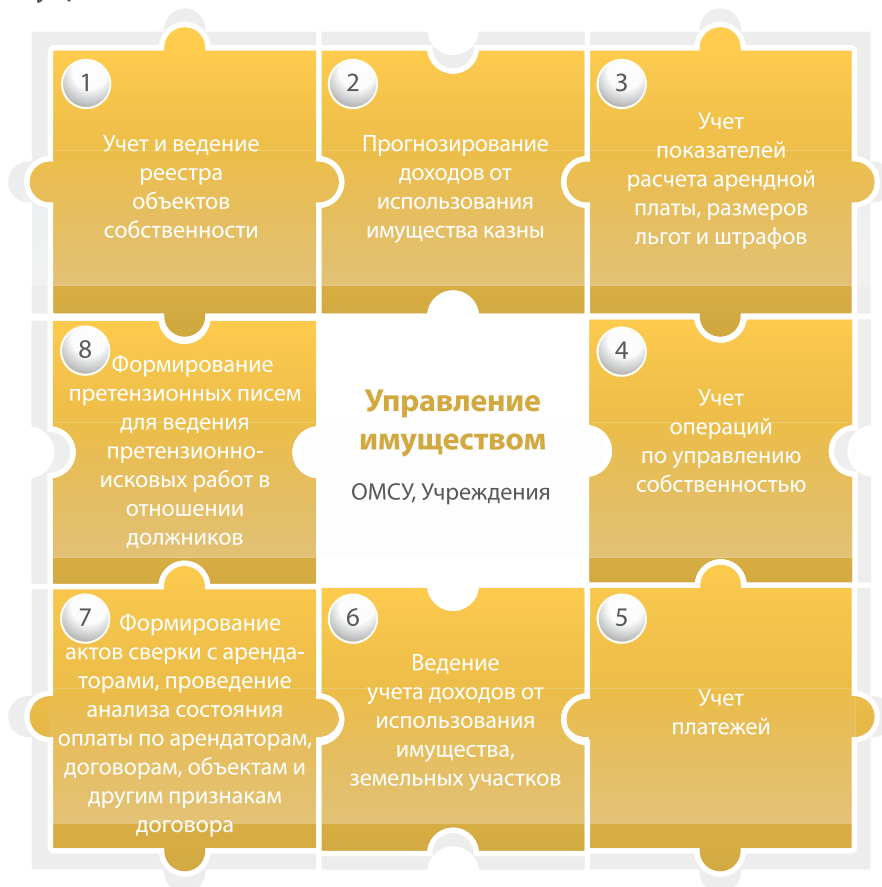 1
Учет и ведение
реестра
объектов
собственности
2
Прогнозирование
доходов от
использования
имущества казны
3
Учет
показателей
расчета арендной
платы, размеров
льгот и штрафов
8
Формирование
претензионных писем
для ведения
претензионно-
исковых работ в
отношении
должников
Управление
имуществом
ОМСУ, Учреждения
4
Учет
операций
по управлению
собственностью
7
Формирование
актов сверки с аренда-
торами, проведение
анализа состояния
оплаты по арендаторам,
договорам, объектам и
другим признакам
договора
6
Ведение
учета доходов от
использования
имущества,
земельных участков
5
Учет
платежей